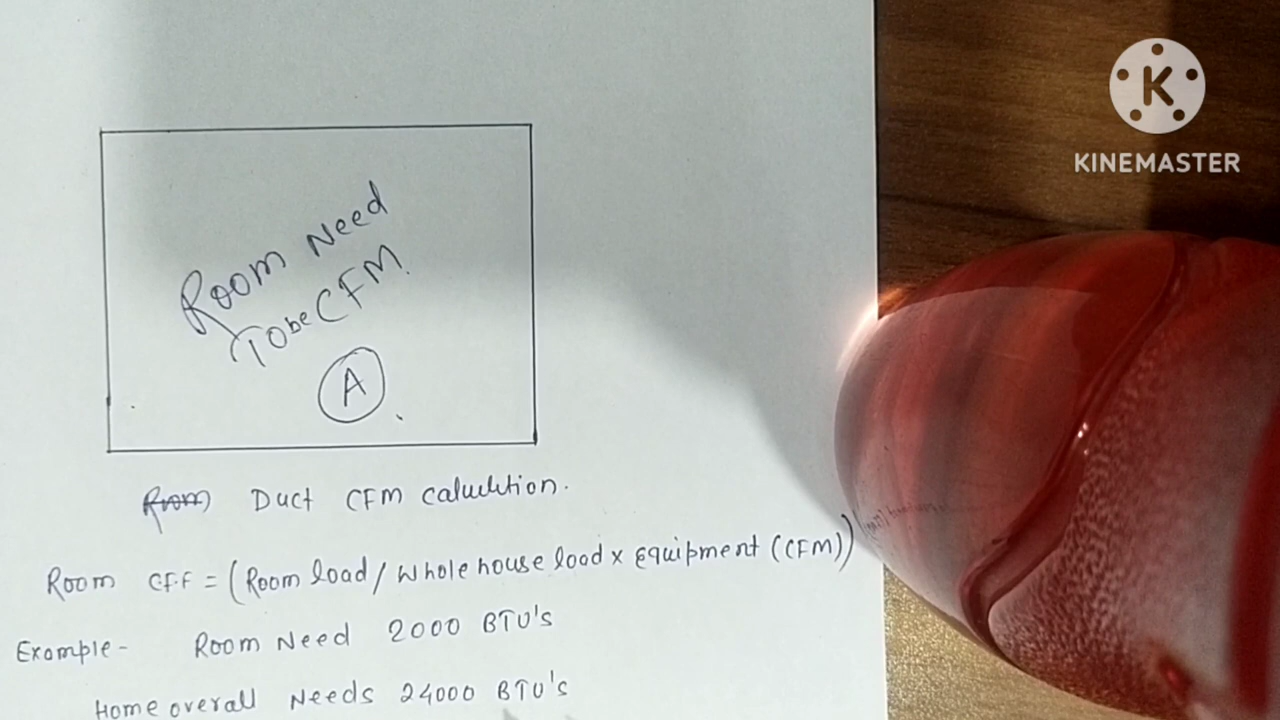 Room Need
To be CFM.
A
Room Duct CFM Calculation.
Room CFF = (Room load / Whole house load x Equipment (CFM))
Example- Room Need 2000 BTU's
Home overall Needs 24000 BTU's
K
KINEMASTER